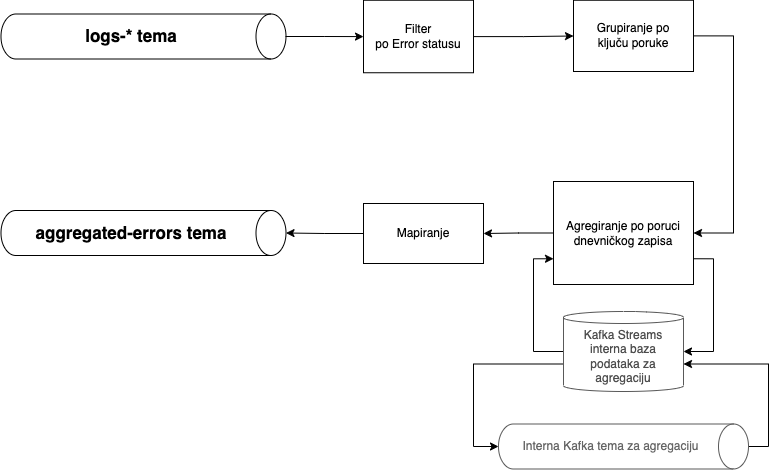 logs-* tema
Filter
po Error statusu
Grupiranje po
ključu poruke
aggregated-errors tema
Mapiranje
Agregiranje po poruci
dnevničkog zapisa
Kafka Streams
interna baza
podataka za
agregaciju
Interna Kafka tema za agregaciju